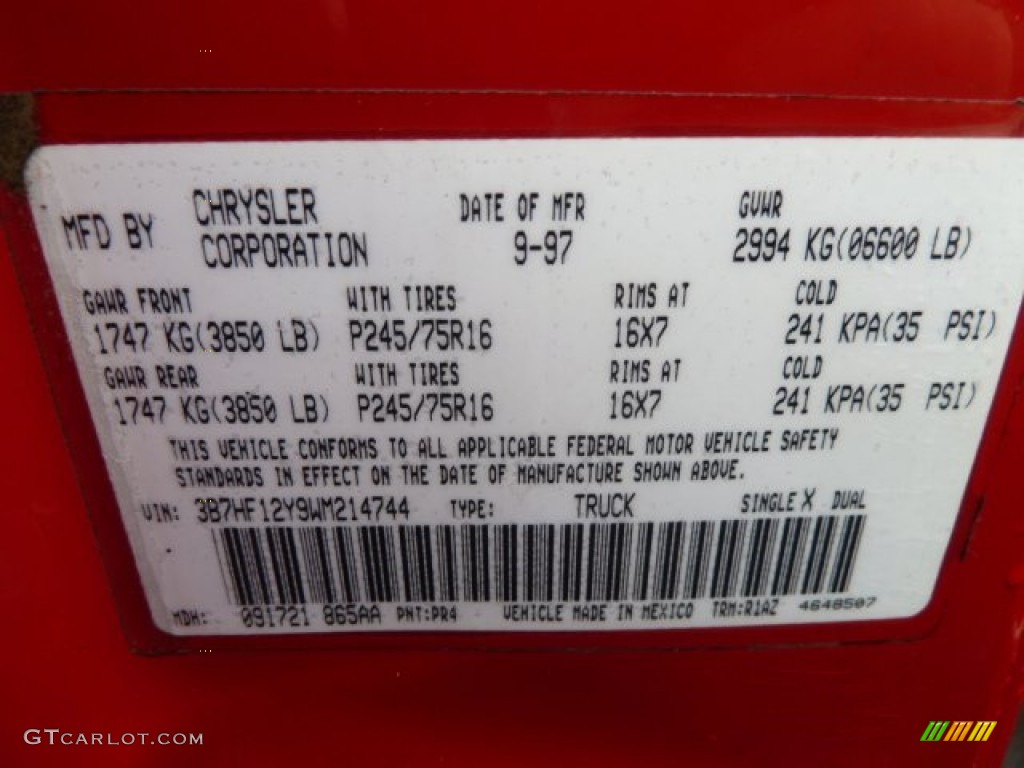 MFD BY CHRYSLER CORPORATION
DATE OF MFR
9-97
GVWR
2994 KG(06600 LB)
GAWR FRONT WITH TIRES RIMS AT COLD
1747 KG(3850 LB) P245/75R16 16X7 241 KPA(35 PSI)
GAWR REAR WITH TIRES RIMS AT COLD
1747 KG(3850 LB) P245/75R16 16X7 241 KPA(35 PSI)
THIS VEHICLE CONFORMS TO ALL APPLICABLE FEDERAL MOTOR VEHICLE SAFETY
STANDARDS IN EFFECT ON THE DATE OF MANUFACTURE SHOWN ABOVE.
VIN: 3B7HF12Y9WM214744 TYPE: TRUCK SINGLE X DUAL
MDH: 091721 865AA PNT:PR4 VEHICLE MADE IN MEXICO TRM:R1AZ 4648507
GTCARLOT.COM